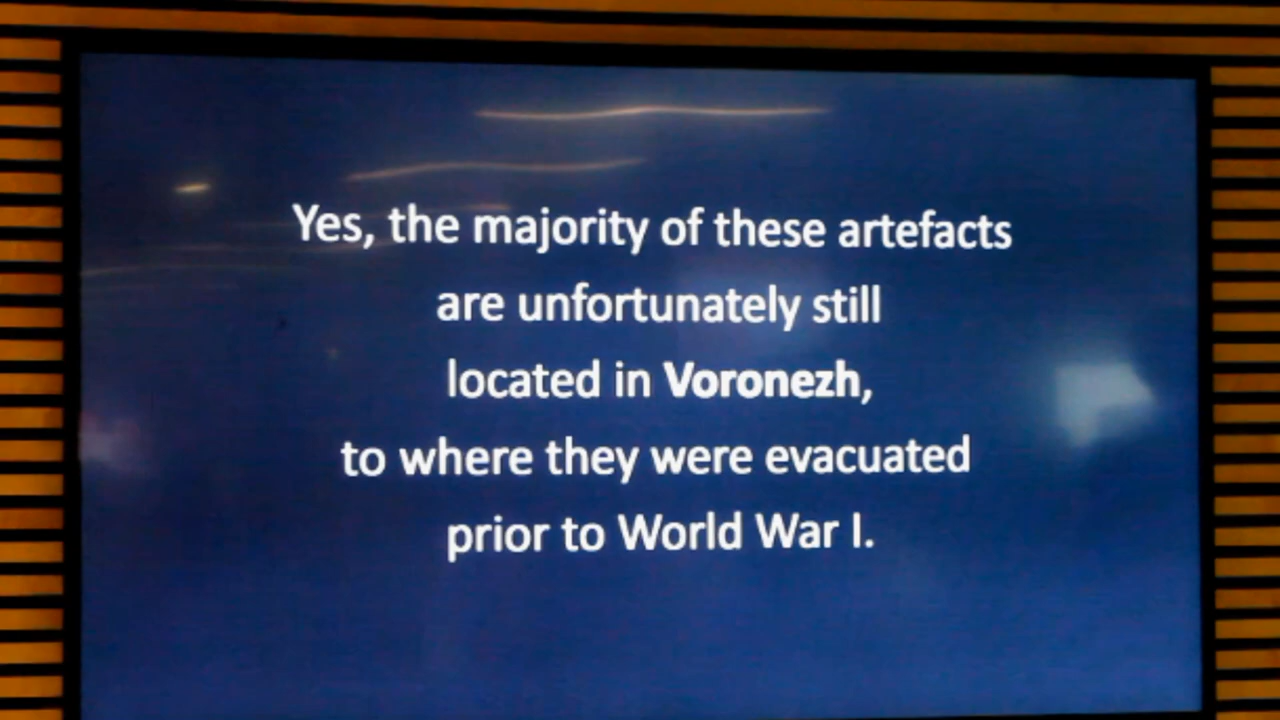 Yes, the majority of these artefacts
are unfortunately still
located in Voronezh,
to where they were evacuated
prior to World War I.